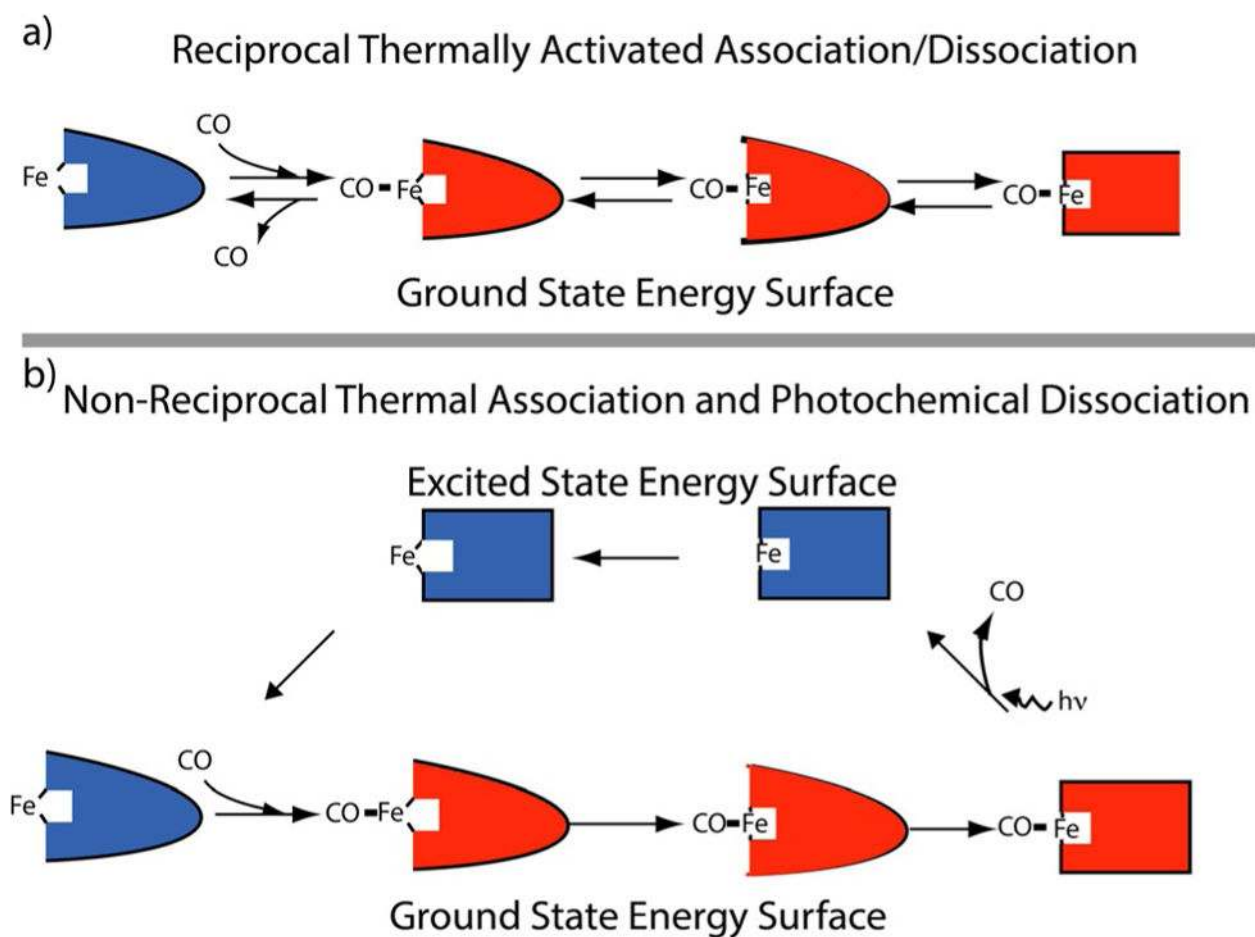 a)
Reciprocal Thermally Activated Association/Dissociation
CO
Fe
CO-Fe
CO-Fe
CO-Fe
CO
Ground State Energy Surface
b)
Non-Reciprocal Thermal Association and Photochemical Dissociation
Excited State Energy Surface
Fe
Fe
CO
hν
CO
Fe
CO-Fe
CO-Fe
CO-Fe
Ground State Energy Surface